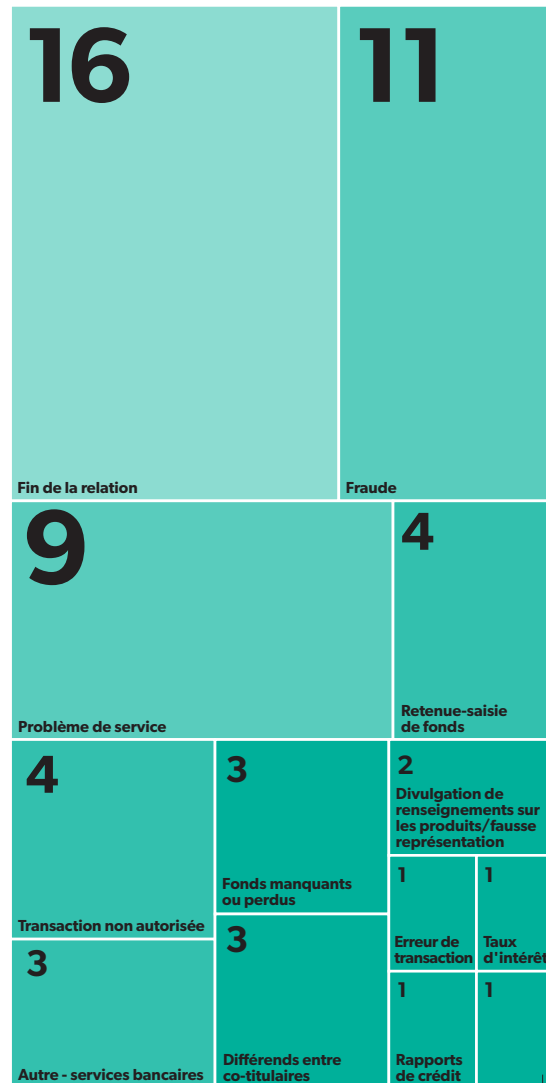 16
Fin de la relation
11
Fraude
9
Problème de service
4
Retenue-saisie
de fonds
4
Transaction non autorisée
3
Fonds manquants
ou perdus
2
Divulgation de
renseignements sur
les produits/fausse
représentation
1
Erreur de
transaction
1
Taux
d'intérêt
3
Autre - services bancaires
3
Différends entre
co-titulaires
1
Rapports
de crédit
1